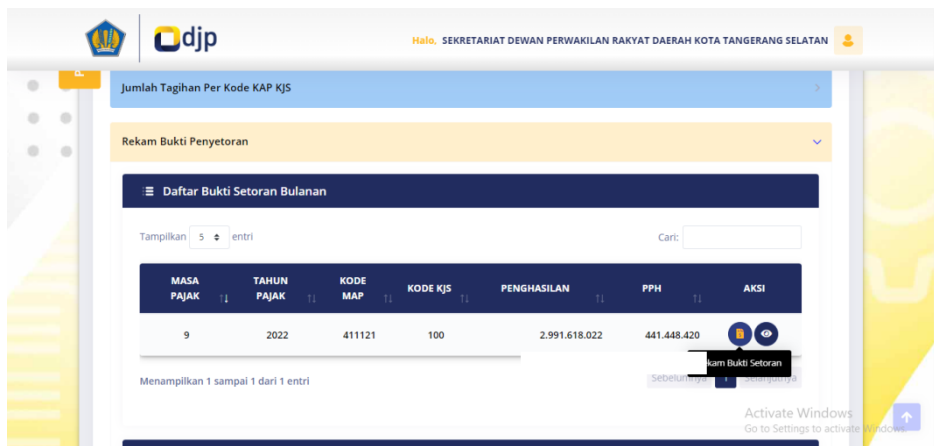 djp
Halo, SEKRETARIAT DEWAN PERWAKILAN RAKYAT DAERAH KOTA TANGERANG SELATAN
P
Jumlah Tagihan Per Kode KAP KJS
Rekam Bukti Penyetoran
Daftar Bukti Setoran Bulanan
Tampilkan 5 entri
Cari:
MASA PAJAK TAHUN PAJAK KODE MAP KODE KJS PENGHASILAN PPH AKSI
9 2022 411121 100 2.991.618.022 441.448.420
kam Bukti Setoran
Menampilkan 1 sampai 1 dari 1 entri
Sebelumnya 1 Selanjutnya
Activate Windows
Go to Settings to activate Windows.